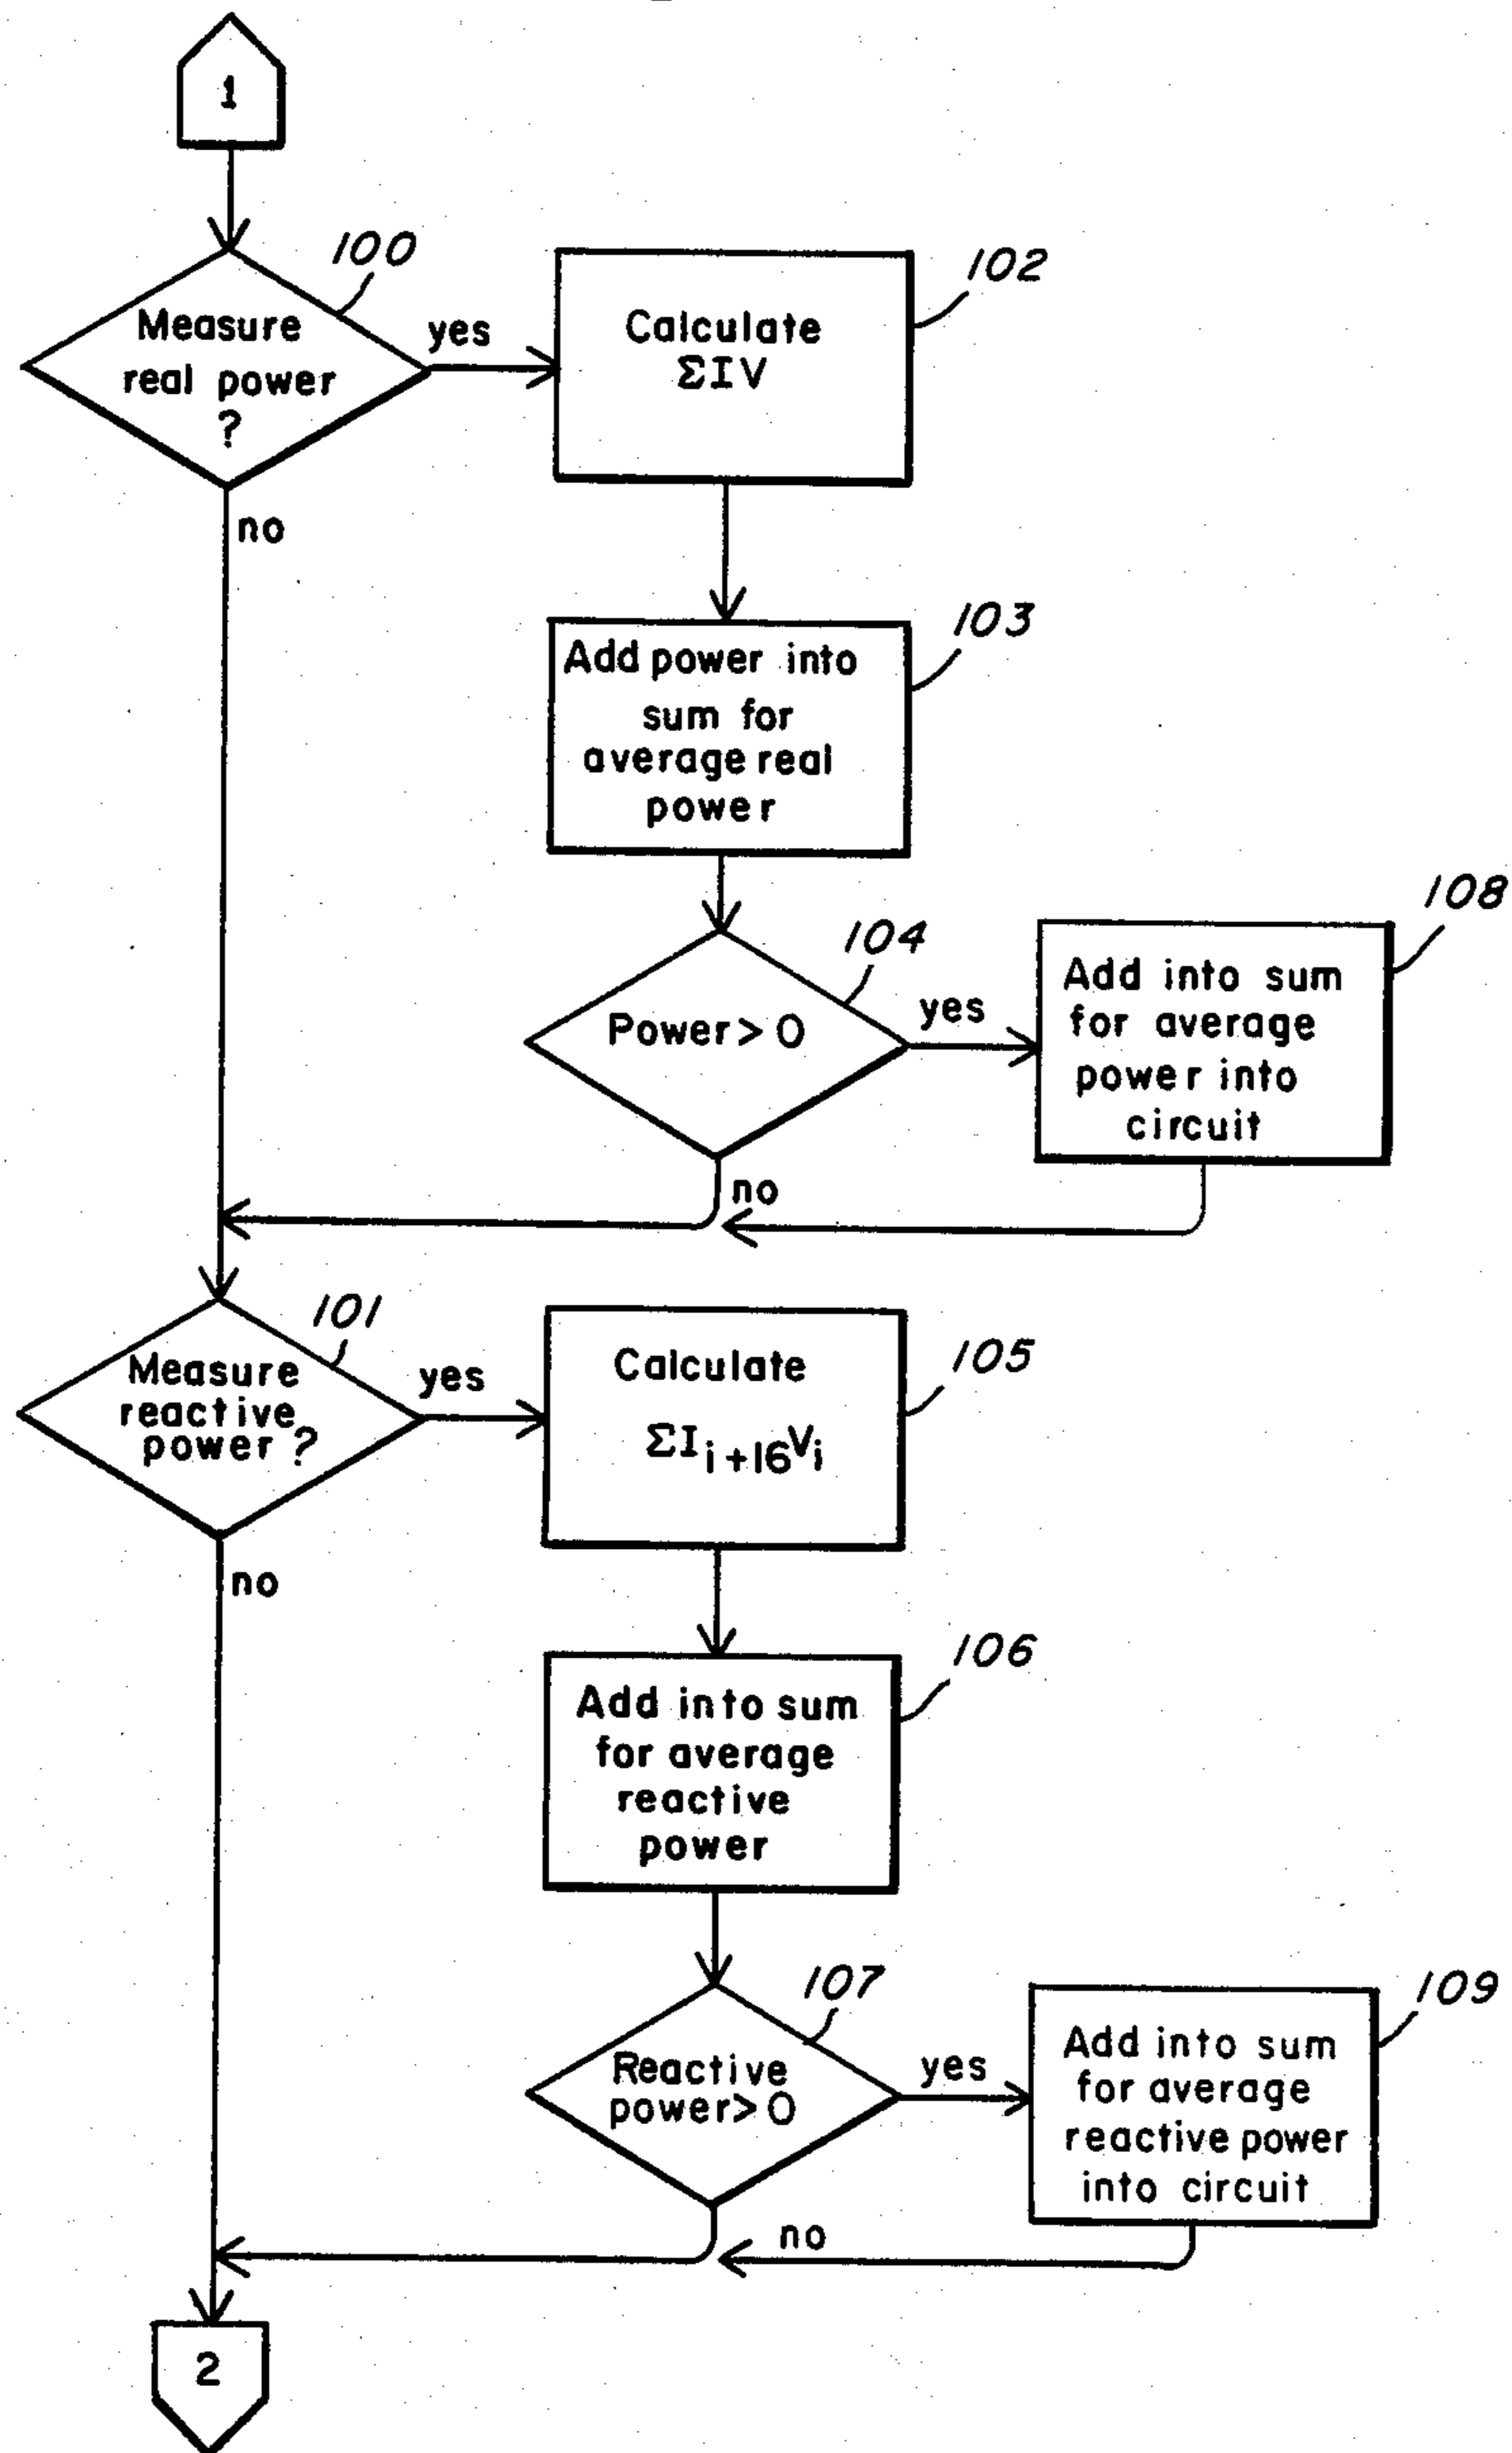 1
100
Measure
real power
?
yes
no
102
Calculate
ΣIV
103
Add power into
sum for
average real
power
104
Power > 0
yes
no
108
Add into sum
for average
power into
circuit
101
Measure
reactive
power ?
yes
no
105
Calculate
ΣI_{i+16}V_i
106
Add into sum
for average
reactive
power
107
Reactive
power > 0
yes
no
109
Add into sum
for average
reactive power
into circuit
2